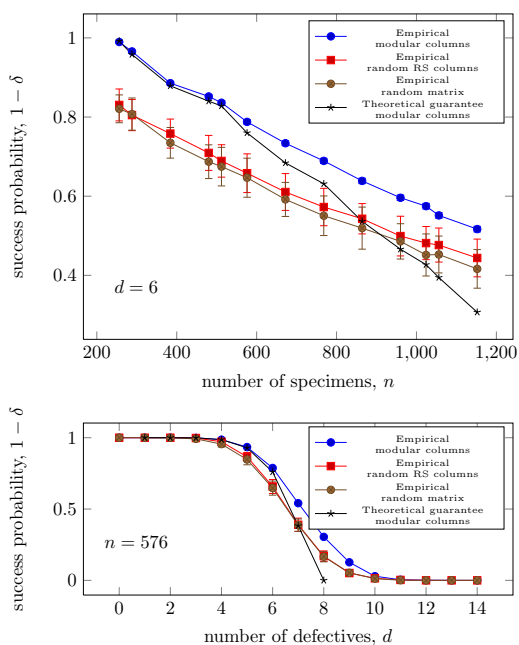 success probability, 1 − δ
1
0.8
0.6
0.4
Empirical
modular columns
Empirical
random RS columns
Empirical
random matrix
Theoretical guarantee
modular columns
d = 6
200
400
600
800
1,000
1,200
number of specimens, n
success probability, 1 − δ
1
0.5
0
Empirical
modular columns
Empirical
random RS columns
Empirical
random matrix
Theoretical guarantee
modular columns
n = 576
0
2
4
6
8
10
12
14
number of defectives, d